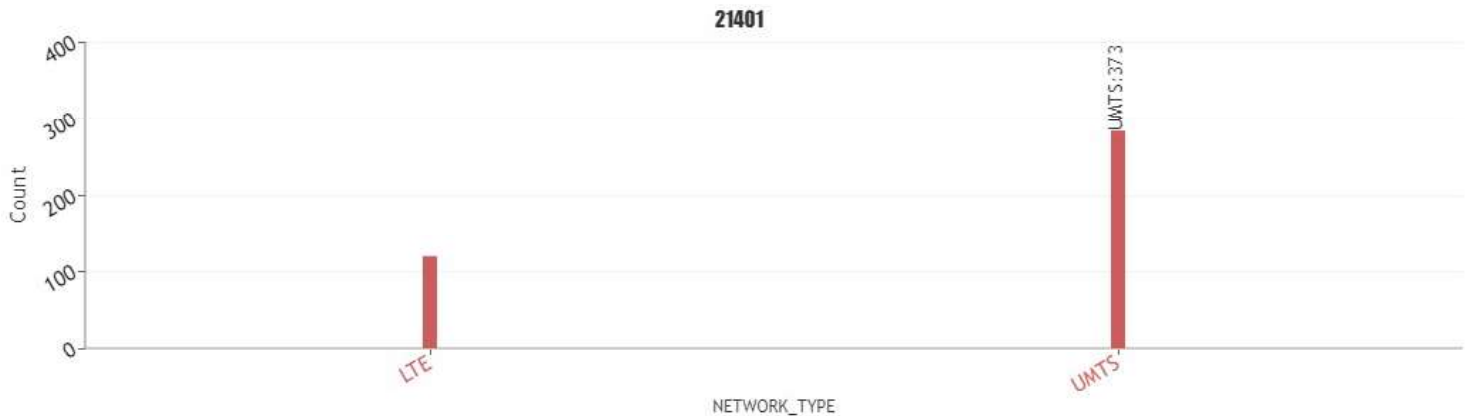 21401
400
300
200
100
0
Count
UMTS:373
LTE
UMTS
NETWORK_TYPE